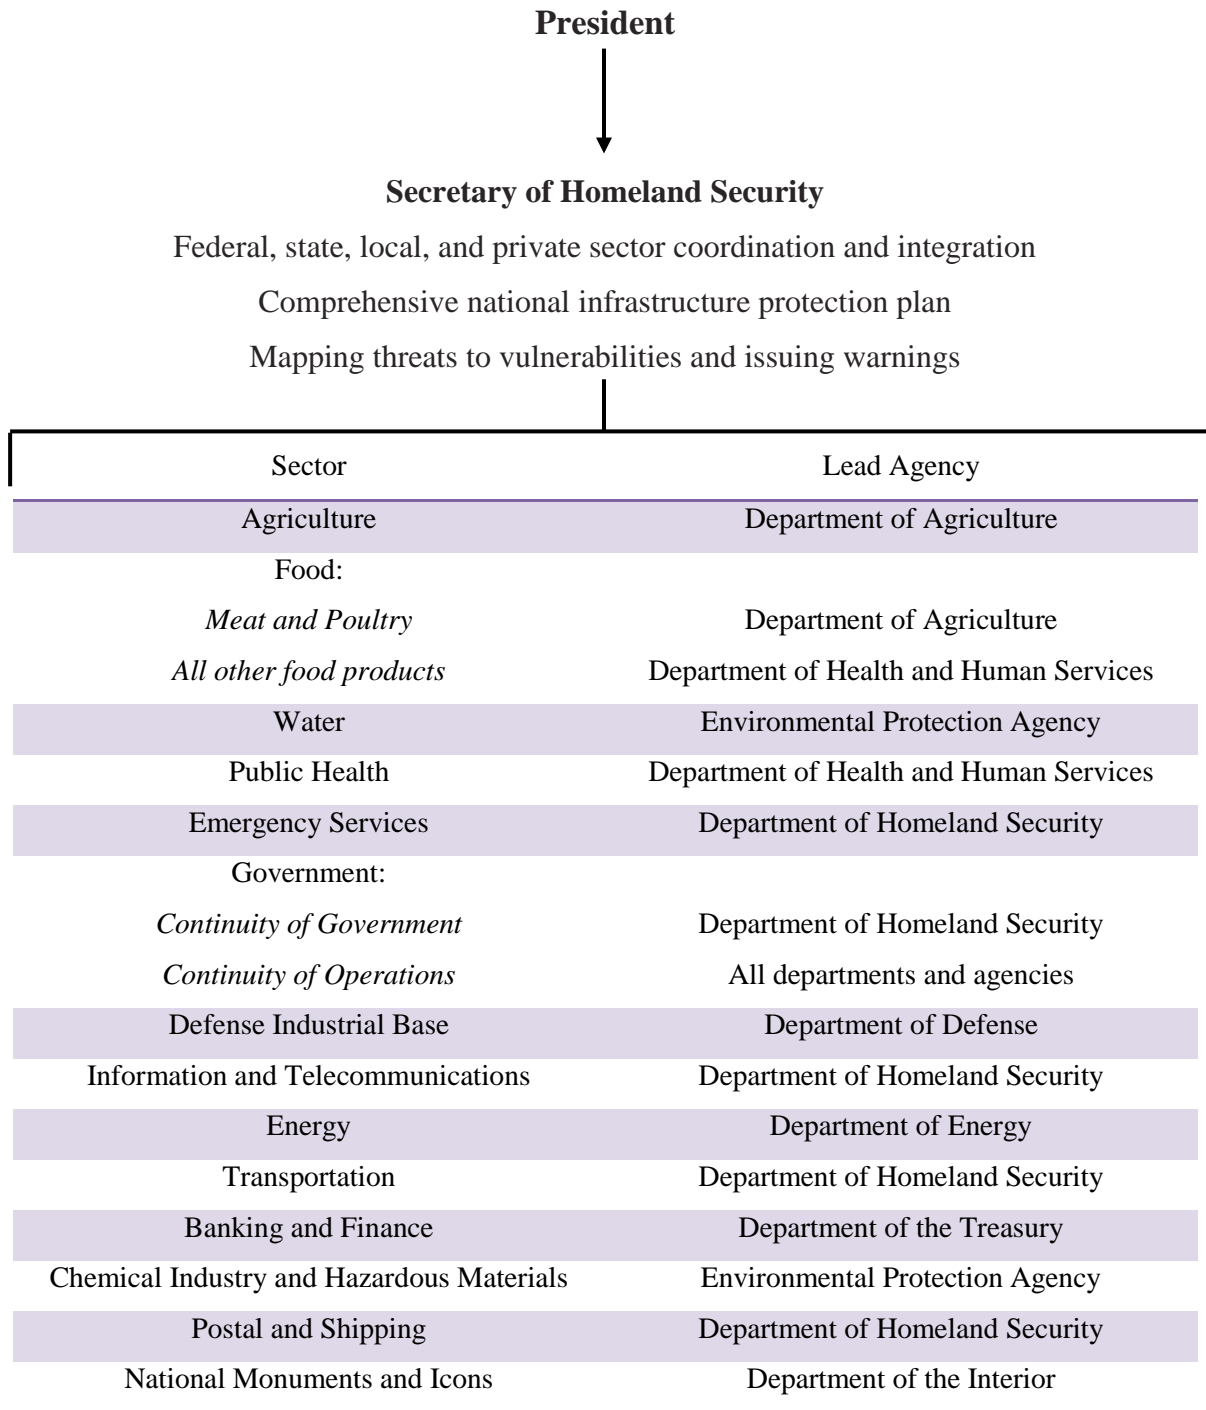 President
Secretary of Homeland Security
Federal, state, local, and private sector coordination and integration
Comprehensive national infrastructure protection plan
Mapping threats to vulnerabilities and issuing warnings
Sector Lead Agency
Agriculture Department of Agriculture
Food:
Meat and Poultry Department of Agriculture
All other food products Department of Health and Human Services
Water Environmental Protection Agency
Public Health Department of Health and Human Services
Emergency Services Department of Homeland Security
Government:
Continuity of Government Department of Homeland Security
Continuity of Operations All departments and agencies
Defense Industrial Base Department of Defense
Information and Telecommunications Department of Homeland Security
Energy Department of Energy
Transportation Department of Homeland Security
Banking and Finance Department of the Treasury
Chemical Industry and Hazardous Materials Environmental Protection Agency
Postal and Shipping Department of Homeland Security
National Monuments and Icons Department of the Interior